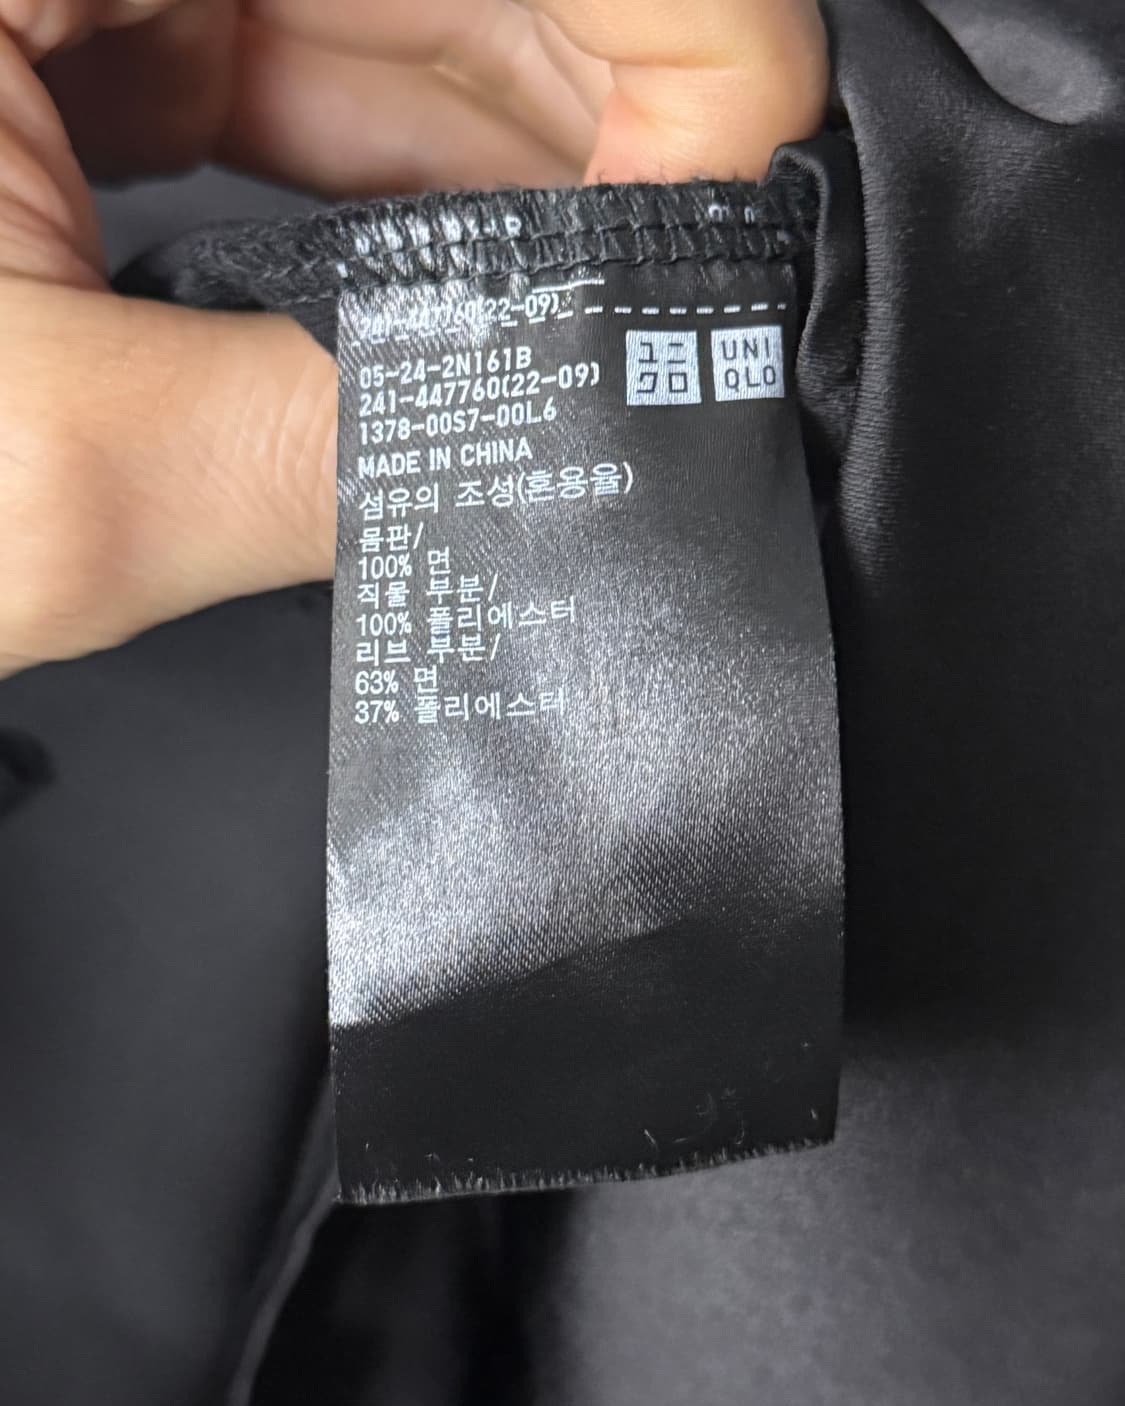 241-447760(22-09)
05-24-2N161B
241-447760(22-09)
1378-00S7-00L6
ユニ
クロ
UNI
QLO
MADE IN CHINA
섬유의 조성(혼용율)
몸판/
100% 면
직물 부분/
100% 폴리에스터
리브 부분/
63% 면
37% 폴리에스터